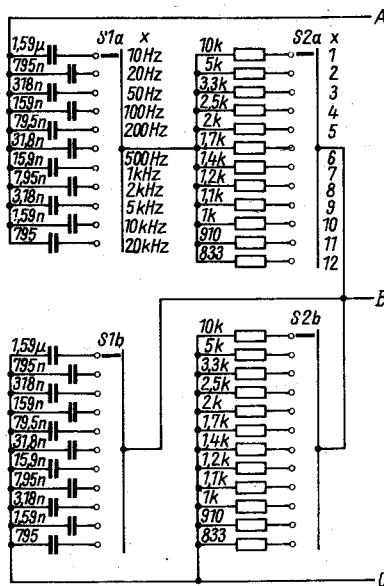 A
S1a x
1,59µ 10Hz
795n 20Hz
318n 50Hz
159n 100Hz
79,5n 200Hz
31,8n 500Hz
15,9n 1kHz
7,95n 2kHz
3,18n 5kHz
1,59n 10kHz
795 20kHz
S2a x
10k 1
5k 2
3,3k 3
2,5k 4
2k 5
1,7k 6
1,4k 7
1,2k 8
1,1k 9
1k 10
910 11
833 12
B
S1b
1,59µ
795n
318n
159n
79,5n
31,8n
15,9n
7,95n
3,18n
1,59n
795
S2b
10k
5k
3,3k
2,5k
2k
1,7k
1,4k
1,2k
1,1k
1k
910
833